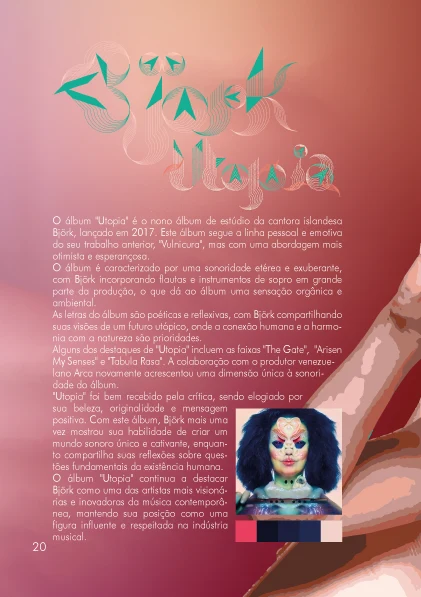 Björk
Utopia
O álbum "Utopia" é o nono álbum de estúdio da cantora islandesa
Björk, lançado em 2017. Este álbum segue a linha pessoal e emotiva
do seu trabalho anterior, "Vulnicura", mas com uma abordagem mais
otimista e esperançosa.
O álbum é caracterizado por uma sonoridade etérea e exuberante,
com Björk incorporando flautas e instrumentos de sopro em grande
parte da produção, o que dá ao álbum uma sensação orgânica e
ambiental.
As letras do álbum são poéticas e reflexivas, com Björk compartilhando
suas visões de um futuro utópico, onde a conexão humana e a harmo-
nia com a natureza são prioridades.
Alguns dos destaques de "Utopia" incluem as faixas "The Gate", "Arisen
My Senses" e "Tabula Rasa". A colaboração com o produtor venezue-
lano Arca novamente acrescentou uma dimensão única à sonori-
dade do álbum.
"Utopia" foi bem recebido pela crítica, sendo elogiado por
sua beleza, originalidade e mensagem
positiva. Com este álbum, Björk mais uma
vez mostrou sua habilidade de criar um
mundo sonoro único e cativante, enquan-
to compartilha suas reflexões sobre ques-
tões fundamentais da existência humana.
O álbum "Utopia" continua a destacar
Björk como uma das artistas mais visioná-
rias e inovadoras da música contemporâ-
nea, mantendo sua posição como uma
figura influente e respeitada na indústria
musical.
20